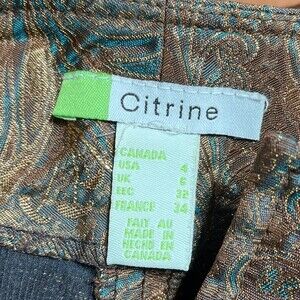 Citrine
CANADA
USA 4
UK 6
EEC 32
FRANCE 34
FAIT AU
MADE IN
HECHO EN
CANADA